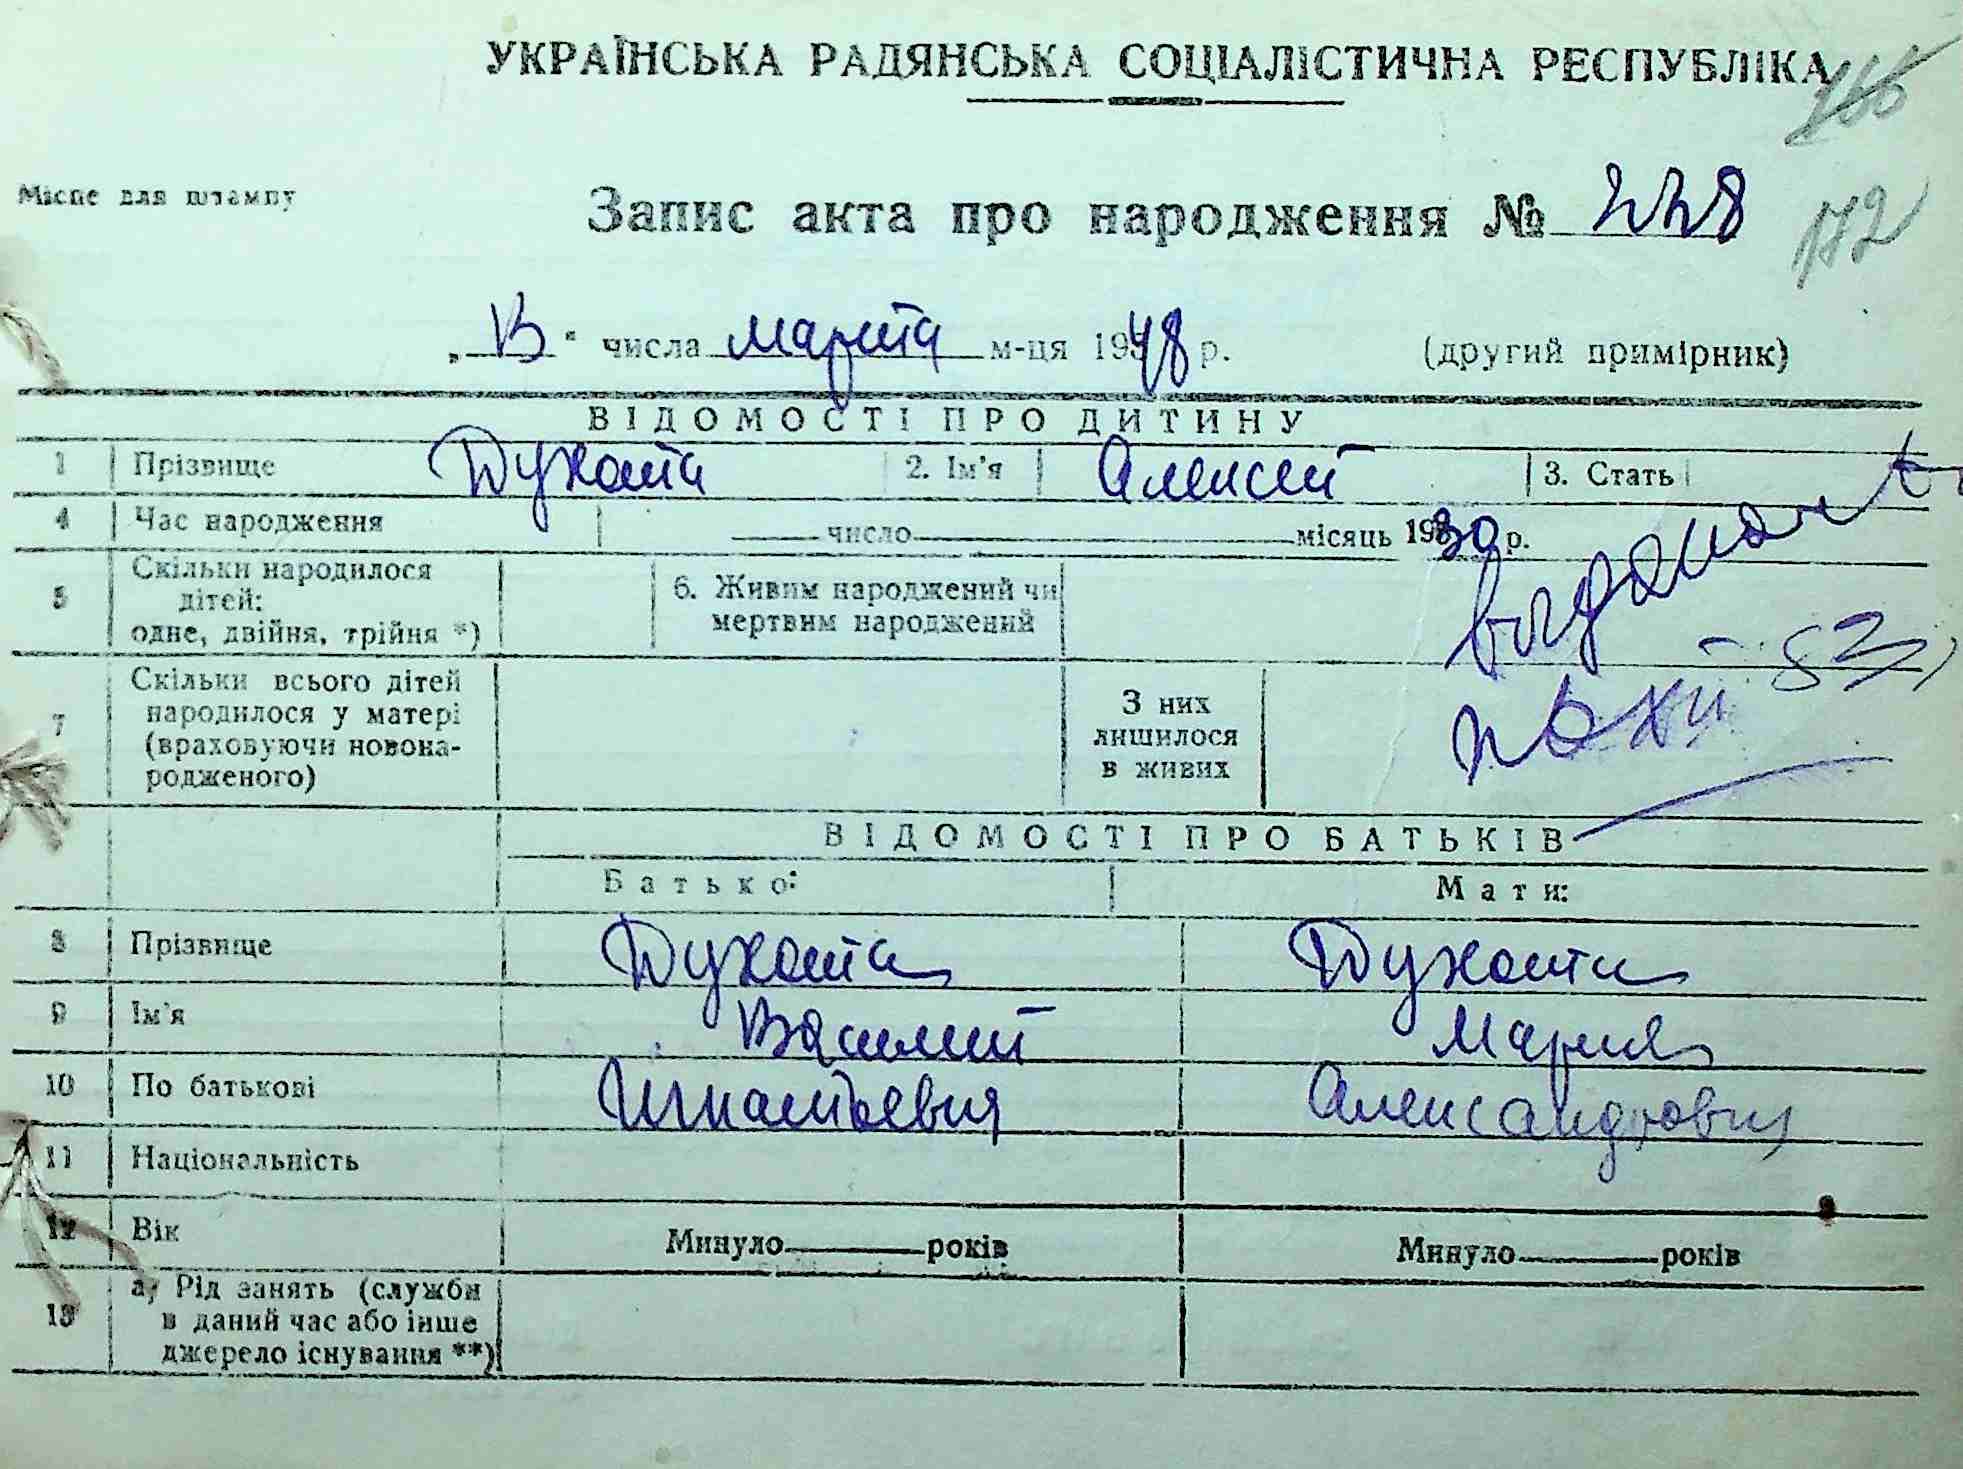 УКРАЇНСЬКА РАДЯНСЬКА СОЦІАЛІСТИЧНА РЕСПУБЛІКА
166
Місце для штампу
Запис акта про народження № 228
172
„ 13 “ числа марта м-ця 1948 р. (другий примірник)
ВІДОМОСТІ ПРО ДИТИНУ
1 Прізвище Духота 2. Ім'я Алексей 3. Стать
4 Час народження число місяць 1930 р.
5 Скільки народилося дітей: одне, двійня, трійня *) 6. Живим народжений чи мертвим народжений
7 Скільки всього дітей народилося у матері (враховуючи новонародженого) З них лишилося в живих
ВІДОМОСТІ ПРО БАТЬКІВ
Батько: Мати:
8 Прізвище Духота Духота
9 Ім'я Василий Мария
10 По батькові Игнатьевич Александровн
11 Національність
12 Вік Минуло років Минуло років
13 а) Рід занять (служби в даний час або інше джерело існування **)